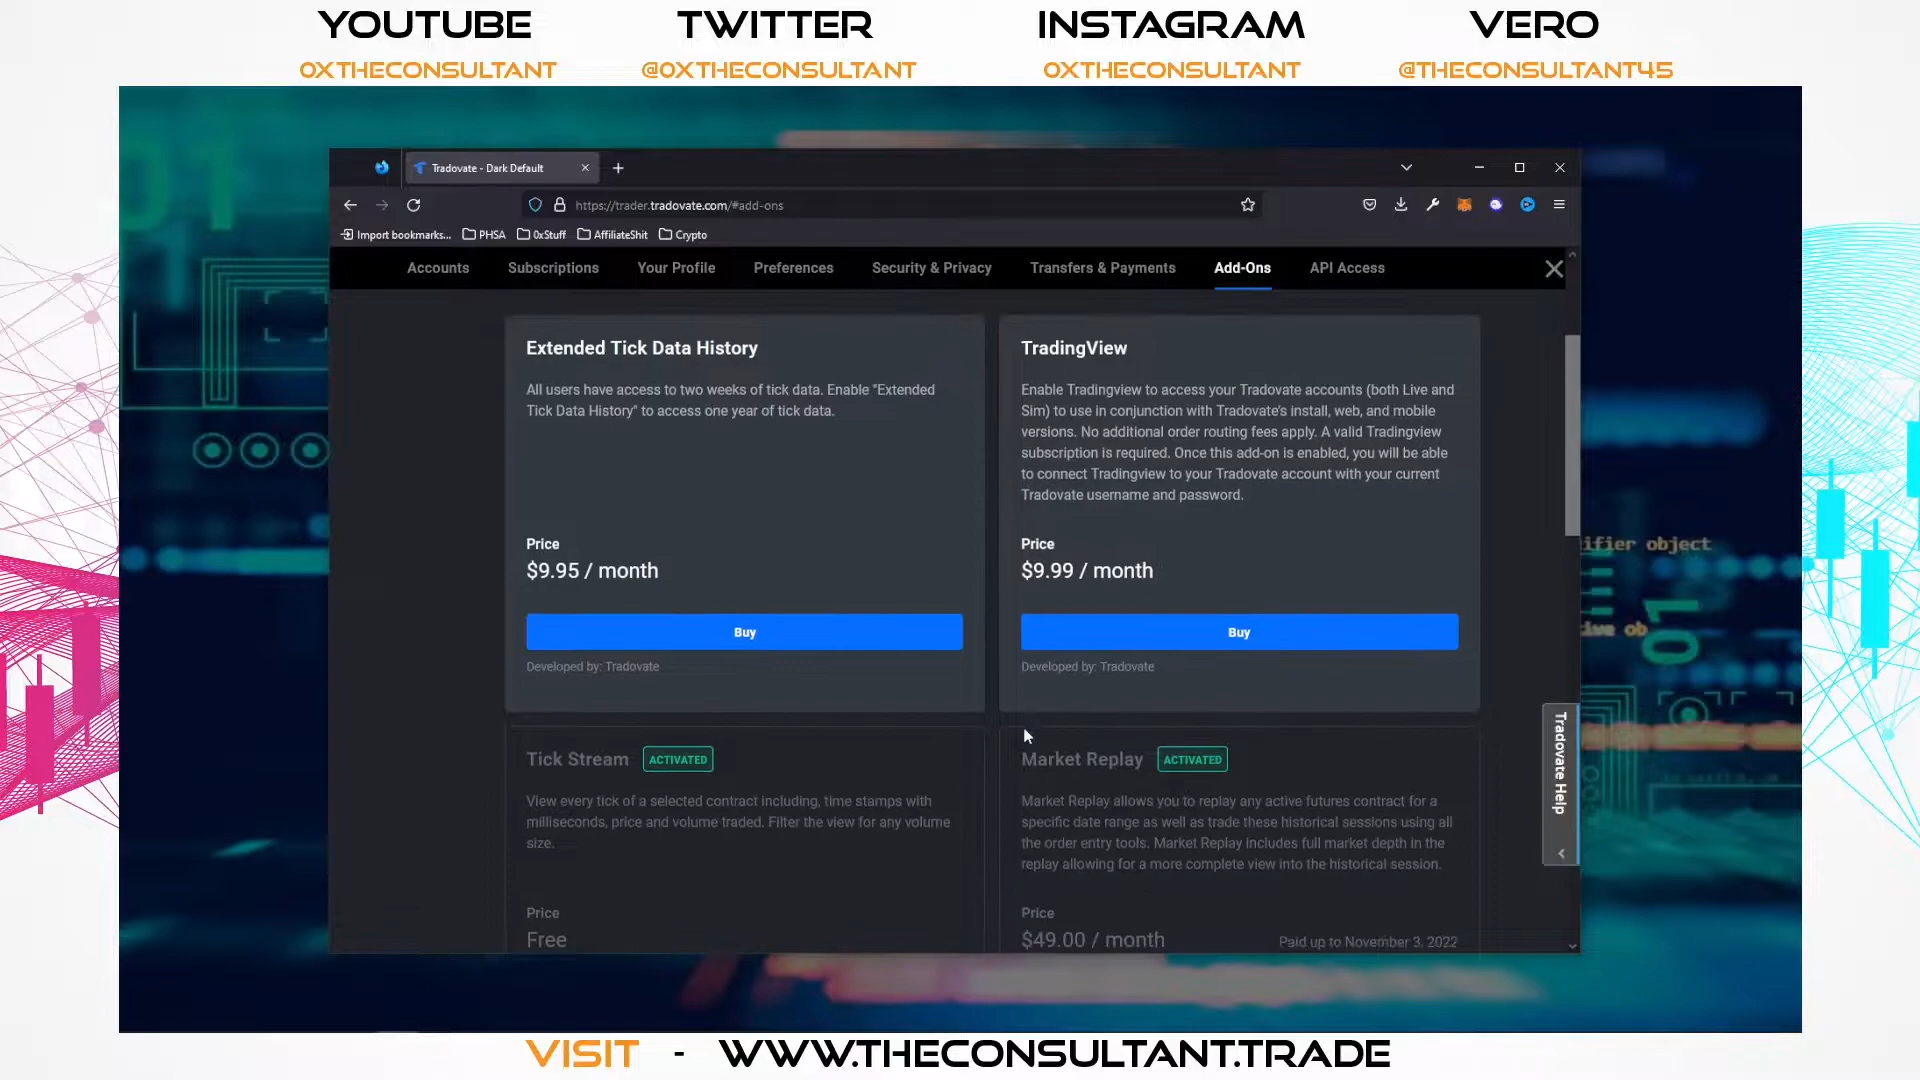 YOUTUBE TWITTER INSTAGRAM VERO
0XTHECONSULTANT @0XTHECONSULTANT 0XTHECONSULTANT @THECONSULTANT45
Tradovate - Dark Default
https://trader.tradovate.com/#add-ons
Import bookmarks... PHSA 0xStuff AffiliateShit Crypto
Accounts Subscriptions Your Profile Preferences Security & Privacy Transfers & Payments Add-Ons API Access
Extended Tick Data History
All users have access to two weeks of tick data. Enable "Extended
Tick Data History" to access one year of tick data.
Price
$9.95 / month
Buy
Developed by: Tradovate
TradingView
Enable Tradingview to access your Tradovate accounts (both Live and
Sim) to use in conjunction with Tradovate's install, web, and mobile
versions. No additional order routing fees apply. A valid Tradingview
subscription is required. Once this add-on is enabled, you will be able
to connect Tradingview to your Tradovate account with your current
Tradovate username and password.
Price
$9.99 / month
Buy
Developed by: Tradovate
Tick Stream ACTIVATED
View every tick of a selected contract including, time stamps with
milliseconds, price and volume traded. Filter the view for any volume
size.
Price
Free
Market Replay ACTIVATED
Market Replay allows you to replay any active futures contract for a
specific date range as well as trade these historical sessions using all
the order entry tools. Market Replay includes full market depth in the
replay allowing for a more complete view into the historical session.
Price
$49.00 / month Paid up to November 3, 2022
Tradovate Help
ifier object
ive ob
01
01
VISIT - WWW.THECONSULTANT.TRADE